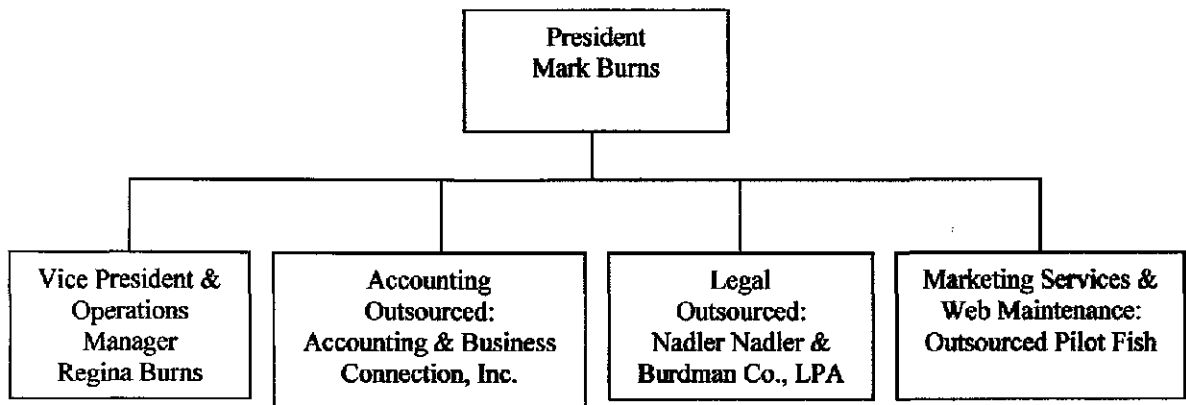 President
Mark Burns
Vice President &
Operations
Manager
Regina Burns
Accounting
Outsourced:
Accounting & Business
Connection, Inc.
Legal
Outsourced:
Nadler Nadler &
Burdman Co., LPA
Marketing Services &
Web Maintenance:
Outsourced Pilot Fish